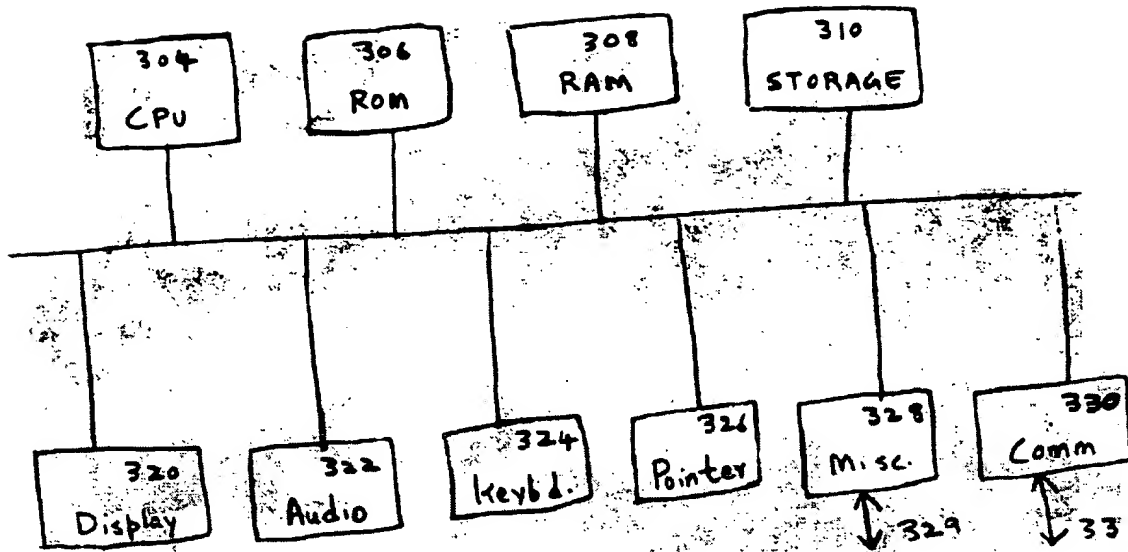 304
CPU
306
ROM
308
RAM
310
STORAGE
320
Display
322
Audio
324
Keybd.
326
Pointer
328
Misc.
330
Comm
329
33